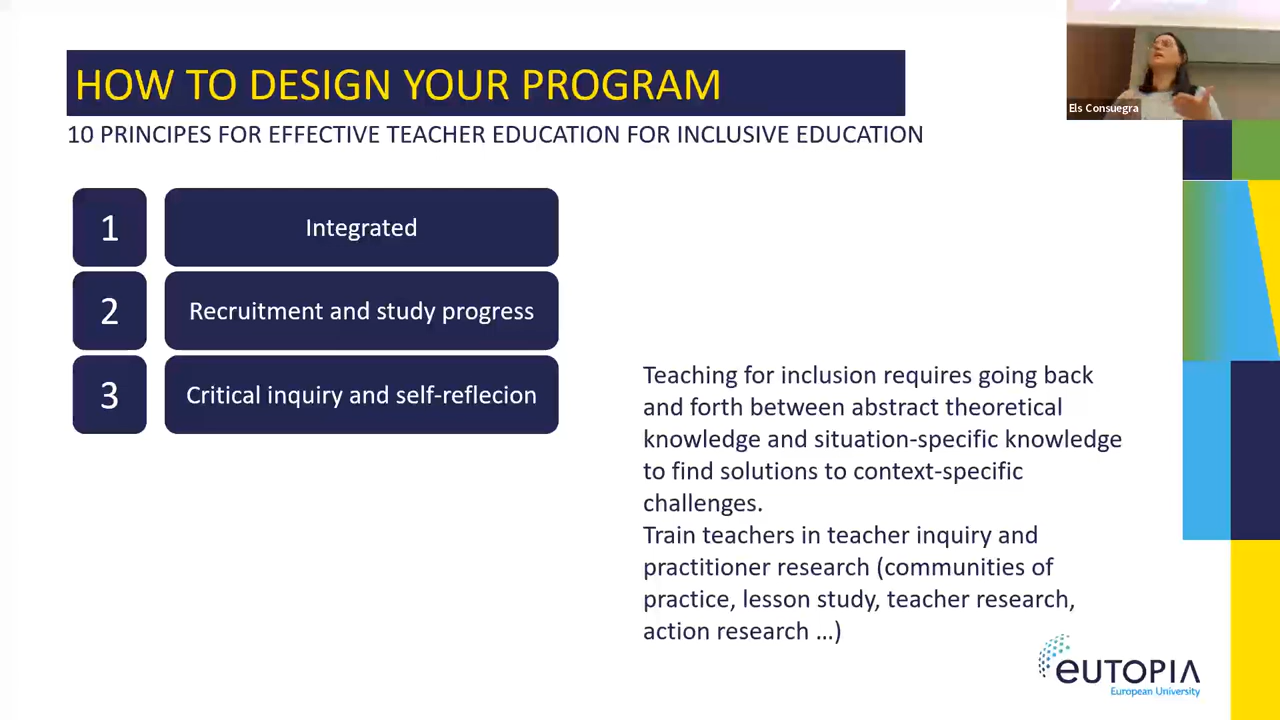 HOW TO DESIGN YOUR PROGRAM
10 PRINCIPES FOR EFFECTIVE TEACHER EDUCATION FOR INCLUSIVE EDUCATION
Els Consuegra
1
Integrated
2
Recruitment and study progress
3
Critical inquiry and self-reflecion
Teaching for inclusion requires going back
and forth between abstract theoretical
knowledge and situation-specific knowledge
to find solutions to context-specific
challenges.
Train teachers in teacher inquiry and
practitioner research (communities of
practice, lesson study, teacher research,
action research ...)
eUTOPIA
European University